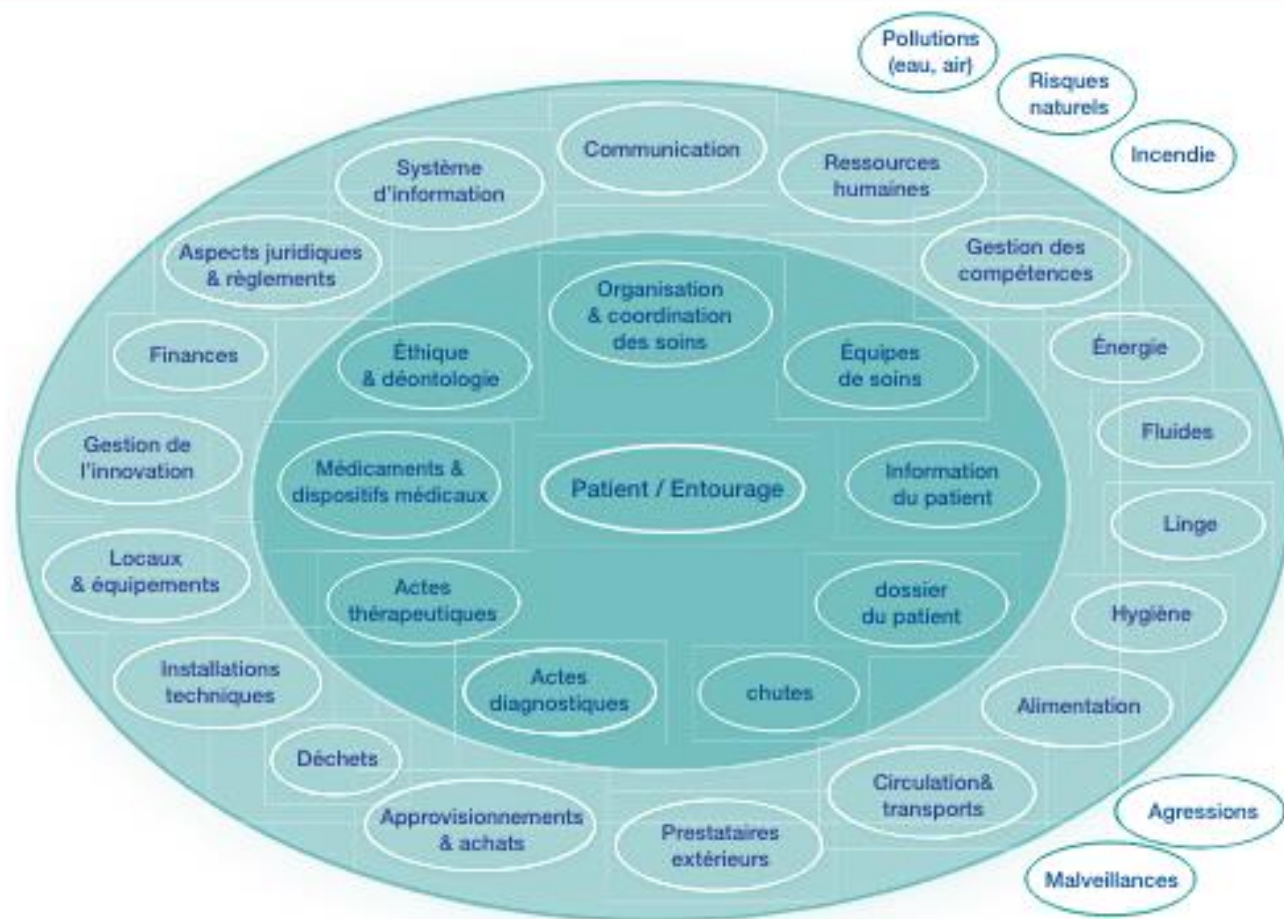 Pollutions
(eau, air)
Risques
naturels
Incendie
Communication
Système
d'information
Ressources
humaines
Aspects juridiques
& règlements
Gestion des
compétences
Finances
Énergie
Gestion de
l'innovation
Fluides
Locaux
& équipements
Linge
Installations
techniques
Hygiène
Déchets
Alimentation
Approvisionnements
& achats
Prestataires
extérieurs
Circulation&
transports
Organisation
& coordination
des soins
Éthique
& déontologie
Équipes
de soins
Médicaments &
dispositifs médicaux
Patient / Entourage
Information
du patient
Actes
thérapeutiques
dossier
du patient
Actes
diagnostiques
chutes
Agressions
Malveillances